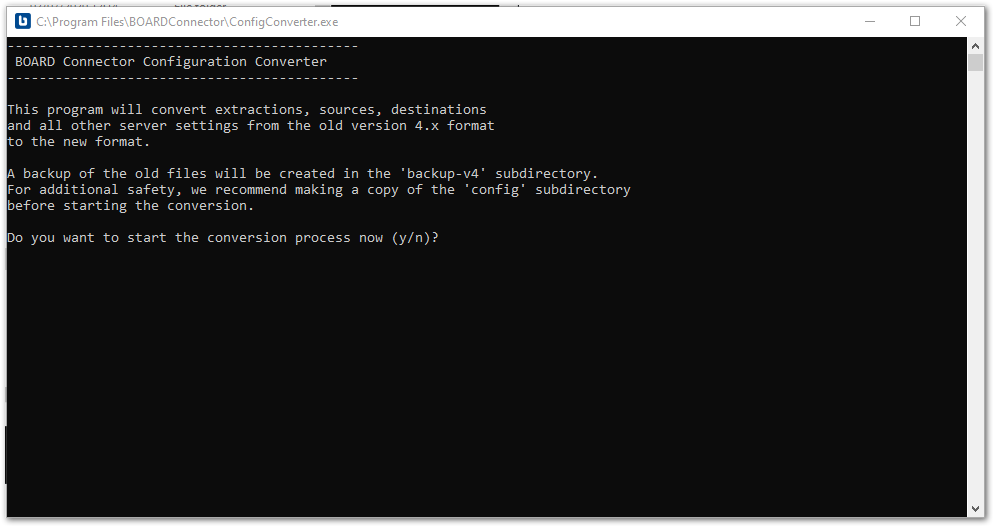 C:\Program Files\BOARDConnector\ConfigConverter.exe
--------------------------------------------
BOARD Connector Configuration Converter
--------------------------------------------
This program will convert extractions, sources, destinations
and all other server settings from the old version 4.x format
to the new format.
A backup of the old files will be created in the 'backup-v4' subdirectory.
For additional safety, we recommend making a copy of the 'config' subdirectory
before starting the conversion.
Do you want to start the conversion process now (y/n)?